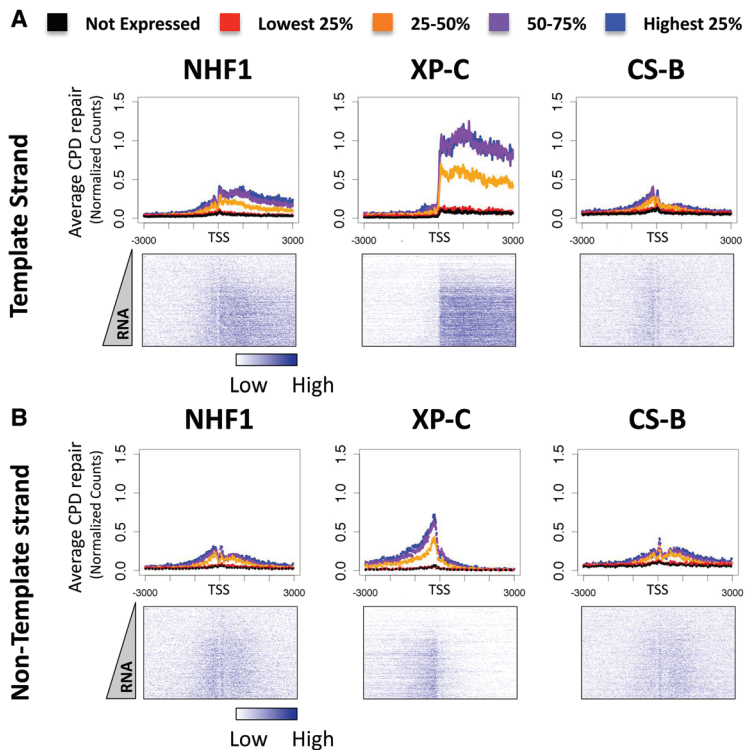 A
Not Expressed
Lowest 25%
25-50%
50-75%
Highest 25%
NHF1
XP-C
CS-B
Template Strand
Average CPD repair
(Normalized Counts)
1.5
1.0
0.5
0.0
-3000
TSS
3000
1.5
1.0
0.5
0.0
-3000
TSS
3000
1.5
1.0
0.5
0.0
-3000
TSS
3000
RNA
Low
High
B
NHF1
XP-C
CS-B
Non-Template strand
Average CPD repair
(Normalized Counts)
1.5
1.0
0.5
0.0
-3000
TSS
3000
1.5
1.0
0.5
0.0
-3000
TSS
3000
1.5
1.0
0.5
0.0
-3000
TSS
3000
RNA
Low
High